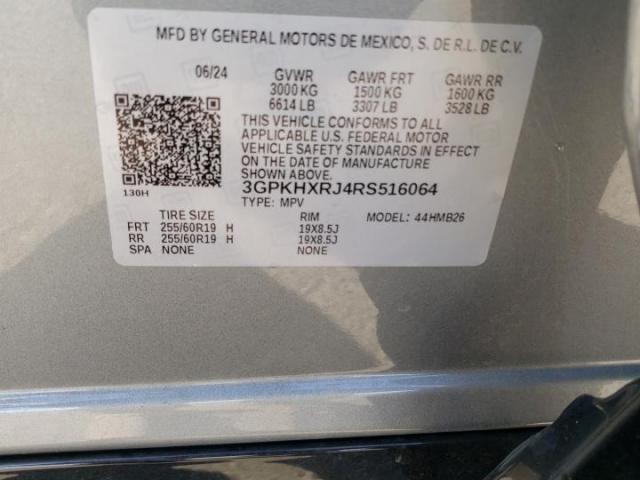 MFD BY GENERAL MOTORS DE MEXICO, S. DE R.L. DE C.V.
06/24 GVWR GAWR FRT GAWR RR
3000 KG 1500 KG 1600 KG
6614 LB 3307 LB 3528 LB
THIS VEHICLE CONFORMS TO ALL
APPLICABLE U.S. FEDERAL MOTOR
VEHICLE SAFETY STANDARDS IN EFFECT
ON THE DATE OF MANUFACTURE
3GPKHXRJ4RS516064
130H
TYPE: MPV MODEL: 44HMB26
TIRE SIZE RIM
FRT 255/60R19 H 19X8.5J
RR 255/60R19 H 19X8.5J
SPA NONE NONE